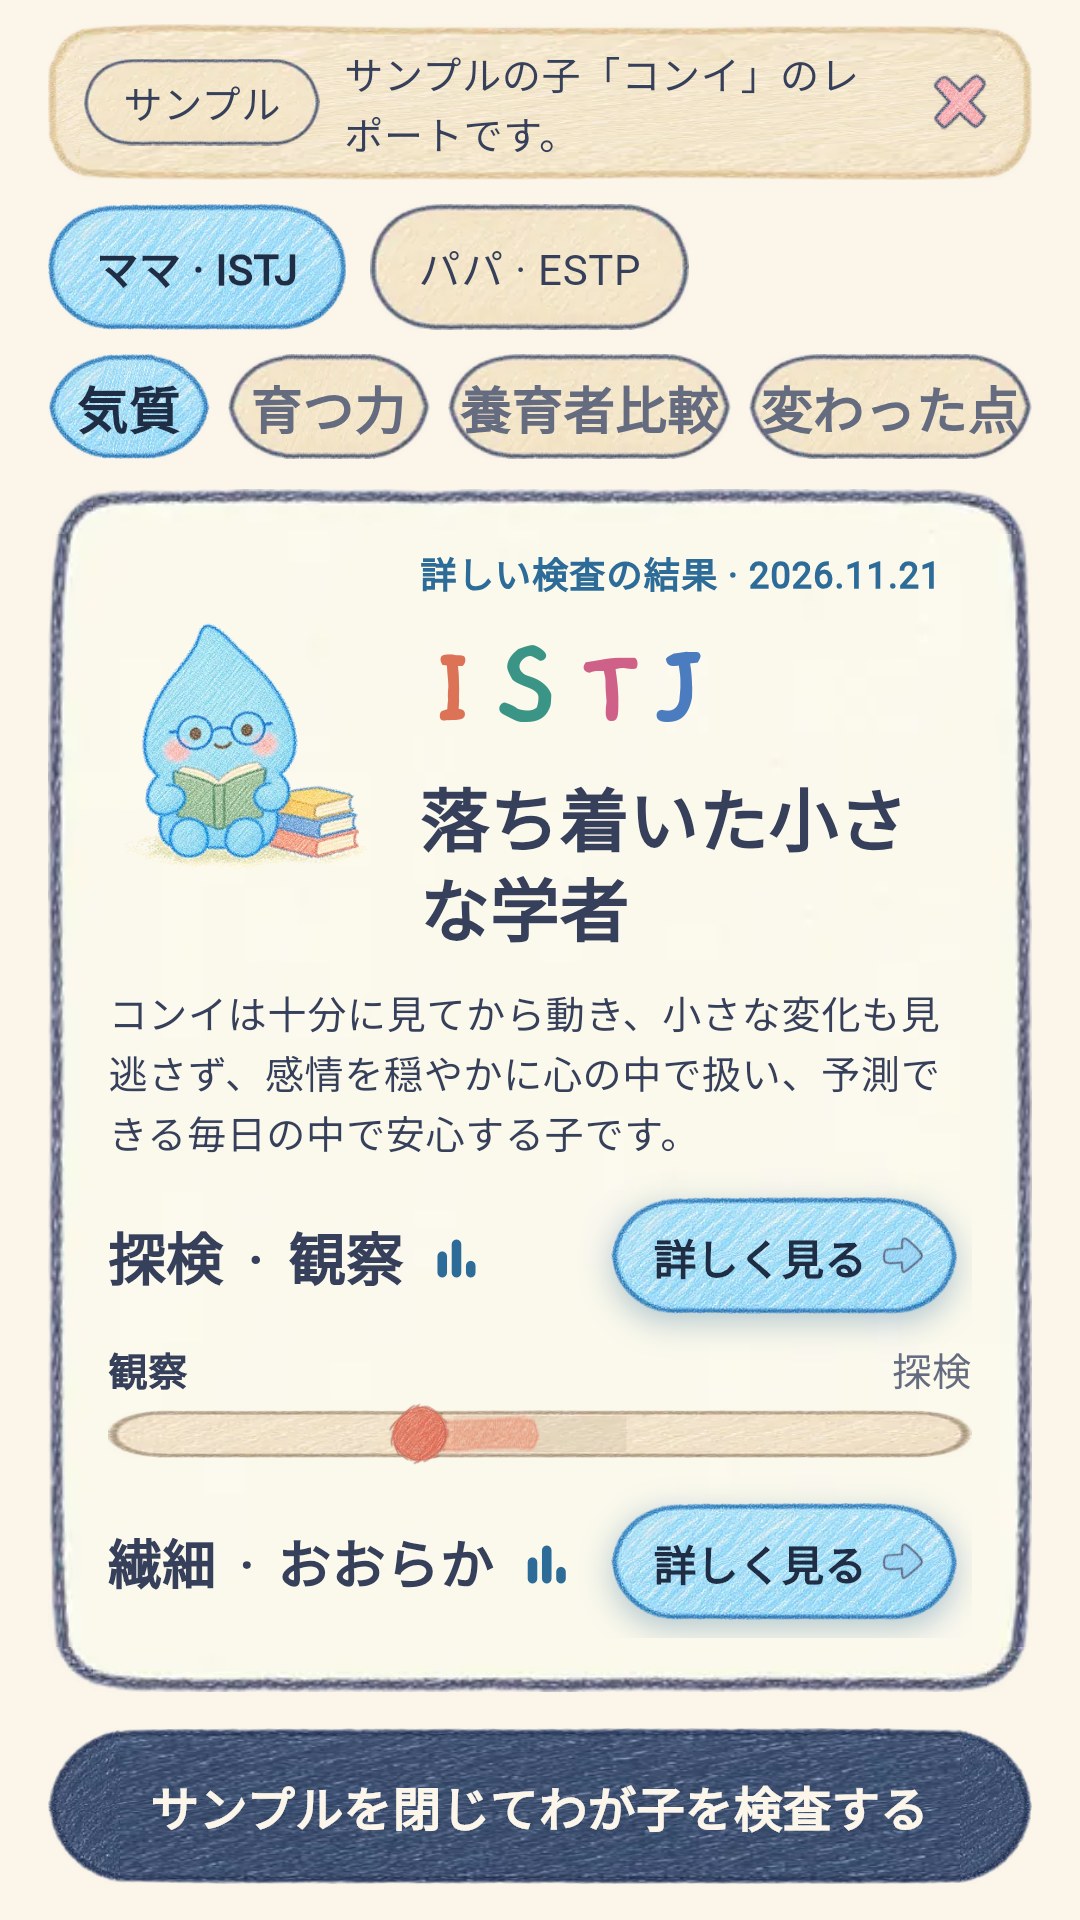 サンプル
サンプルの子「コンイ」のレ
ポートです。
ママ · ISTJ
パパ · ESTP
気質
育つ力
養育者比較
変わった点
詳しい検査の結果 · 2026.11.21
ISTJ
落ち着いた小さ
な学者
コンイは十分に見てから動き、小さな変化も見
逃さず、感情を穏やかに心の中で扱い、予測で
きる毎日の中で安心する子です。
探検 · 観察
詳しく見る
観察
探検
繊細 · おおらか
詳しく見る
サンプルを閉じてわが子を検査する